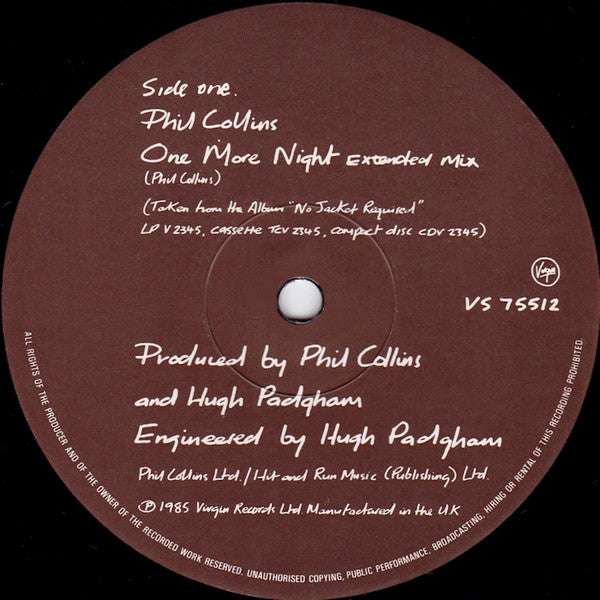 Side one.
Phil Collins
One More Night Extended Mix
(Phil Collins)
(Taken from the Album "No Jacket Required"
LP V 2345, cassette TCV 2345, compact disc CDV 2345)
Virgin
VS 75512
Produced by Phil Collins
and Hugh Padgham
Engineered by Hugh Padgham
Phil Collins Ltd./Hit and Run Music (Publishing) Ltd.
℗ 1985 Virgin Records Ltd Manufactured in the UK
ALL RIGHTS OF THE PRODUCER AND OF THE OWNER OF THE RECORDED WORK RESERVED. UNAUTHORISED COPYING, PUBLIC PERFORMANCE, BROADCASTING, HIRING OR RENTAL OF THIS RECORDING PROHIBITED.